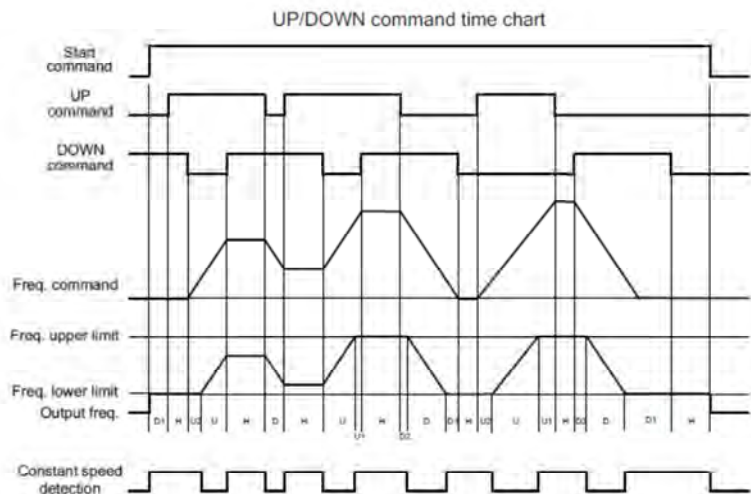 UP/DOWN command time chart
Start
command
UP
command
DOWN
command
Freq. command
Freq. upper limit
Freq. lower limit
Output freq.
D1 H U2 U H D H U U1 H D2 D D1 H U2 U U1 H D2 D D1 H
Constant speed
detection